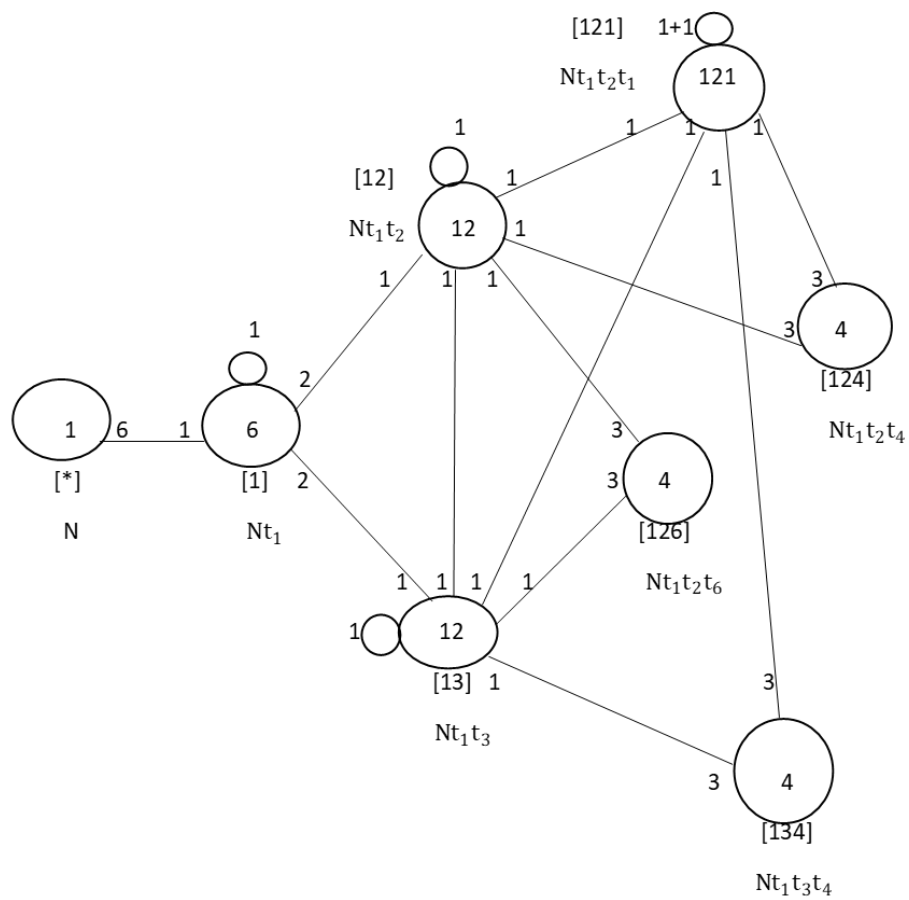 [121] 1+1
121
Nt₁t₂t₁
1 1 1
1
[12] 1 1
Nt₁t₂ 12 1
1 1 1
3
3 4
[124]
Nt₁t₂t₄
1
2
1 6 1 6
[*] [1] 2
N Nt₁
3
3 4
[126]
Nt₁t₂t₆
1 1 1 1
1 12
[13] 1
Nt₁t₃
3
3 4
[134]
Nt₁t₃t₄